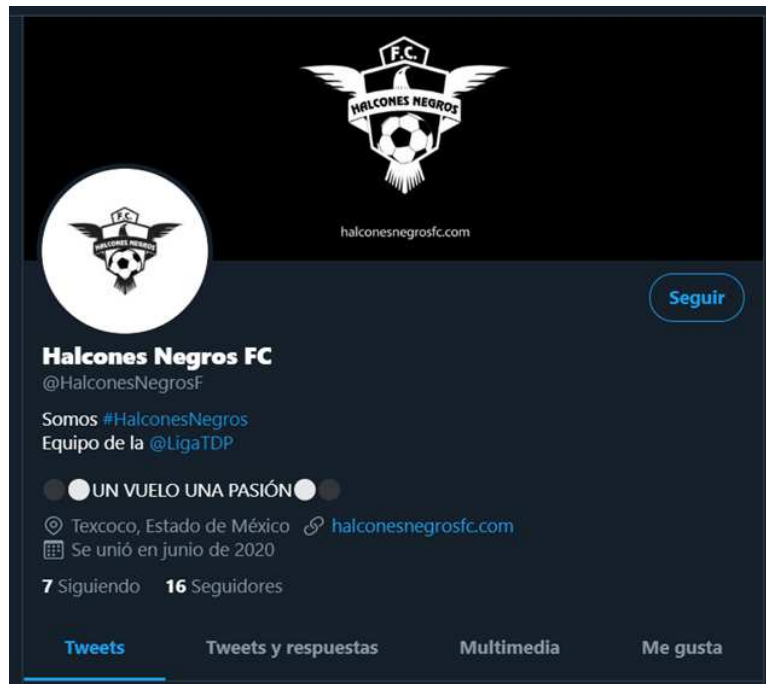 F.C.
HALCONES NEGROS
halconesnegrosfc.com
F.C.
HALCONES NEGROS
Seguir
Halcones Negros FC
@HalconesNegrosF
Somos #HalconesNegros
Equipo de la @LigaTDP
⚫⚪UN VUELO UNA PASIÓN⚪⚫
Texcoco, Estado de México halconesnegrosfc.com
Se unió en junio de 2020
7 Siguiendo 16 Seguidores
Tweets Tweets y respuestas Multimedia Me gusta